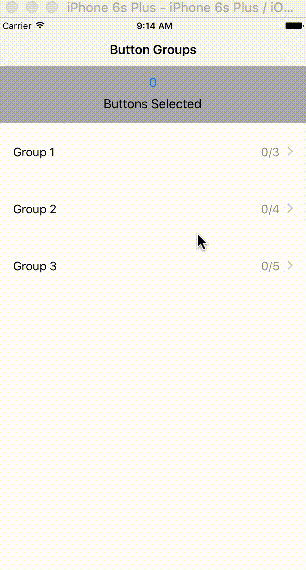 iPhone 6s Plus - iPhone 6s Plus / iO...
Carrier 9:14 AM
Button Groups
0
Buttons Selected
Group 1 0/3
Group 2 0/4
Group 3 0/5